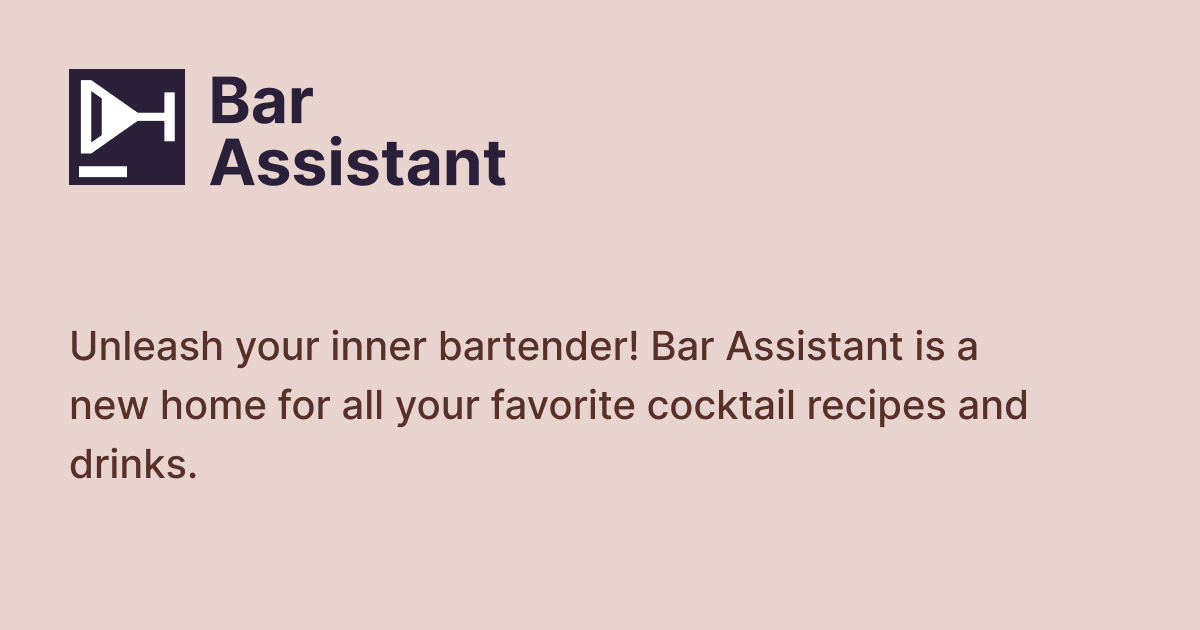 Bar
Assistant
Unleash your inner bartender! Bar Assistant is a
new home for all your favorite cocktail recipes and
drinks.